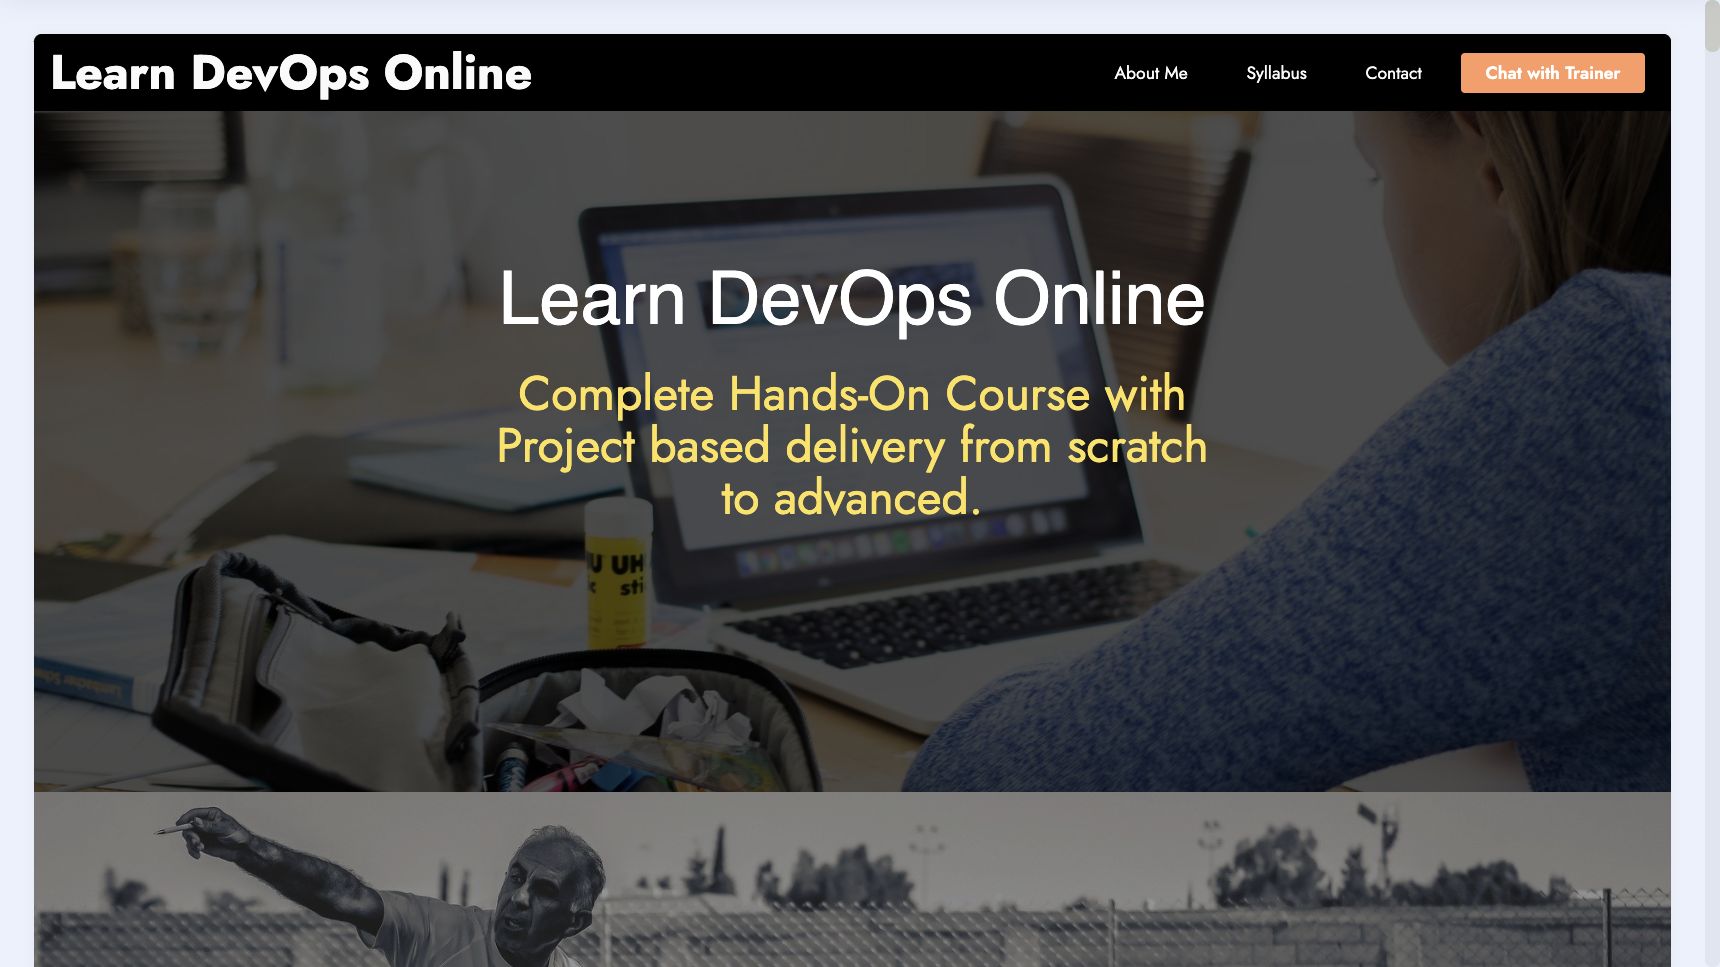 Learn DevOps Online
About Me
Syllabus
Contact
Chat with Trainer
Learn DevOps Online
Complete Hands-On Course with
Project based delivery from scratch
to advanced.
UH
sti